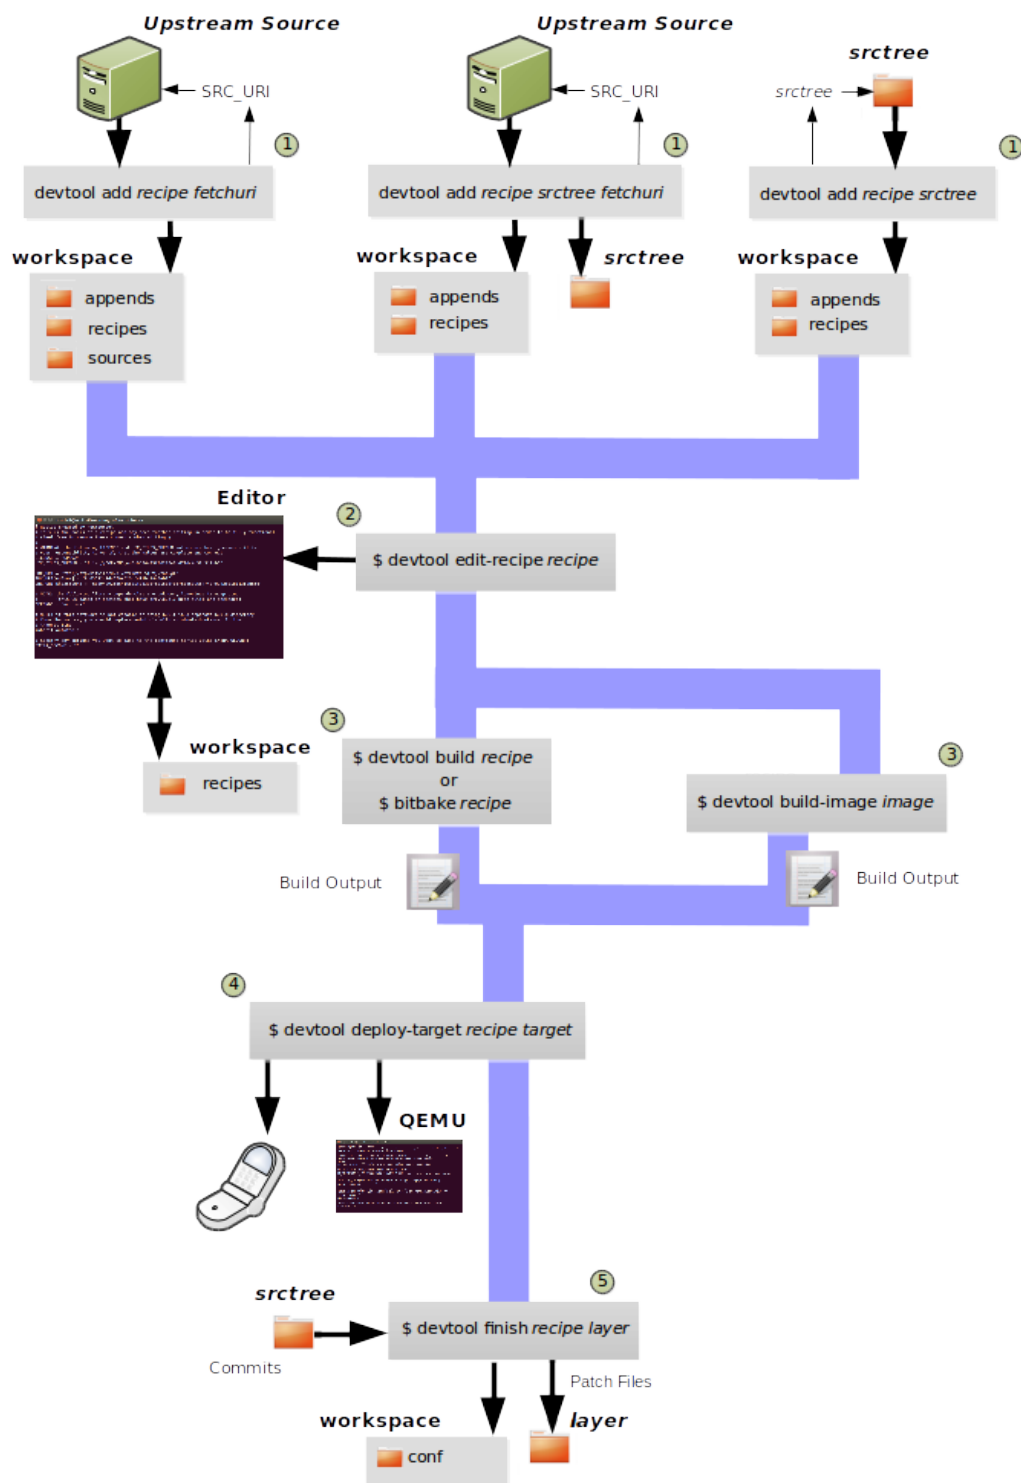 Upstream Source
Upstream Source
srctree
SRC_URI
SRC_URI
srctree
1
1
1
devtool add recipe fetchuri
devtool add recipe srctree fetchuri
devtool add recipe srctree
workspace
appends
recipes
sources
workspace
appends
recipes
srctree
workspace
appends
recipes
Editor
2
$ devtool edit-recipe recipe
workspace
recipes
3
$ devtool build recipe
or
$ bitbake recipe
3
$ devtool build-image image
Build Output
Build Output
4
$ devtool deploy-target recipe target
QEMU
5
srctree
$ devtool finish recipe layer
Commits
Patch Files
workspace
conf
layer